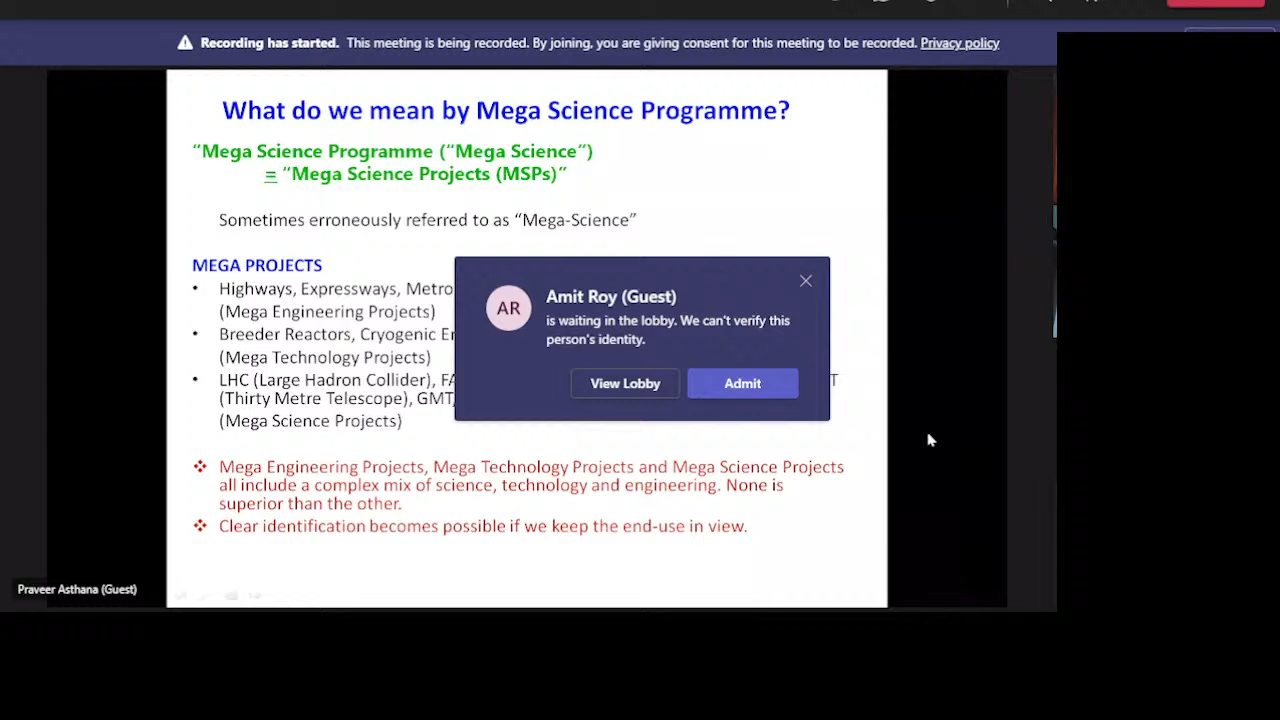 Recording has started. This meeting is being recorded. By joining, you are giving consent for this meeting to be recorded. Privacy policy
What do we mean by Mega Science Programme?
“Mega Science Programme (“Mega Science”)
= “Mega Science Projects (MSPs)”
Sometimes erroneously referred to as “Mega-Science”
MEGA PROJECTS
• Highways, Expressways, Metro
(Mega Engineering Projects)
• Breeder Reactors, Cryogenic
(Mega Technology Projects)
• LHC (Large Hadron Collider), T
(Thirty Metre Telescope), GMT,
(Mega Science Projects)
AR
Amit Roy (Guest)
is waiting in the lobby. We can't verify this
person's identity.
View Lobby
Admit
❖ Mega Engineering Projects, Mega Technology Projects and Mega Science Projects
all include a complex mix of science, technology and engineering. None is
superior than the other.
❖ Clear identification becomes possible if we keep the end-use in view.
Praveer Asthana (Guest)